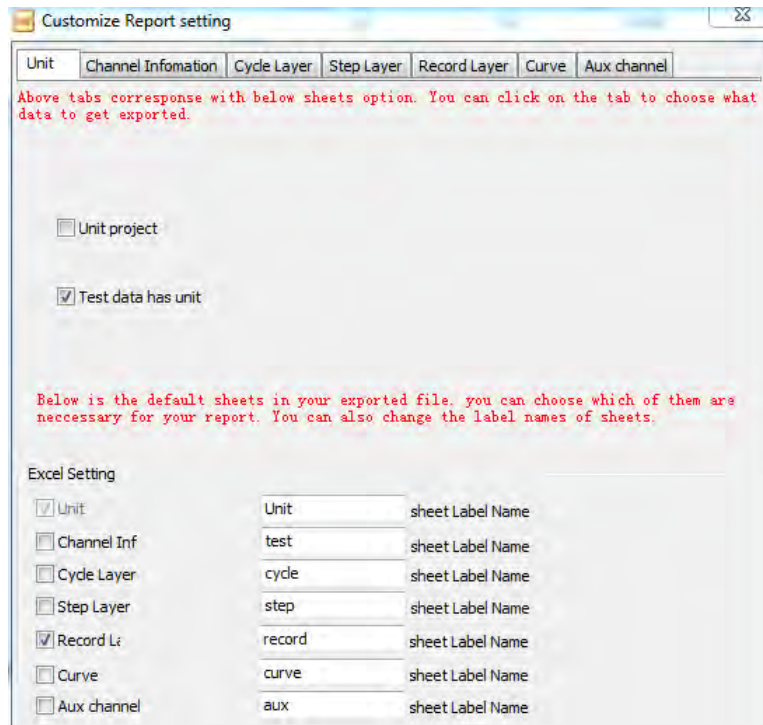 Customize Report setting
Unit Channel Infomation Cycle Layer Step Layer Record Layer Curve Aux channel
Above tabs corresponse with below sheets option. You can click on the tab to choose what
data to get exported.
Unit project
Test data has unit
Below is the default sheets in your exported file, you can choose which of them are
neccessary for your report. You can also change the label names of sheets.
Excel Setting
Unit Unit sheet Label Name
Channel Inf test sheet Label Name
Cycle Layer cycle sheet Label Name
Step Layer step sheet Label Name
Record La record sheet Label Name
Curve curve sheet Label Name
Aux channel aux sheet Label Name